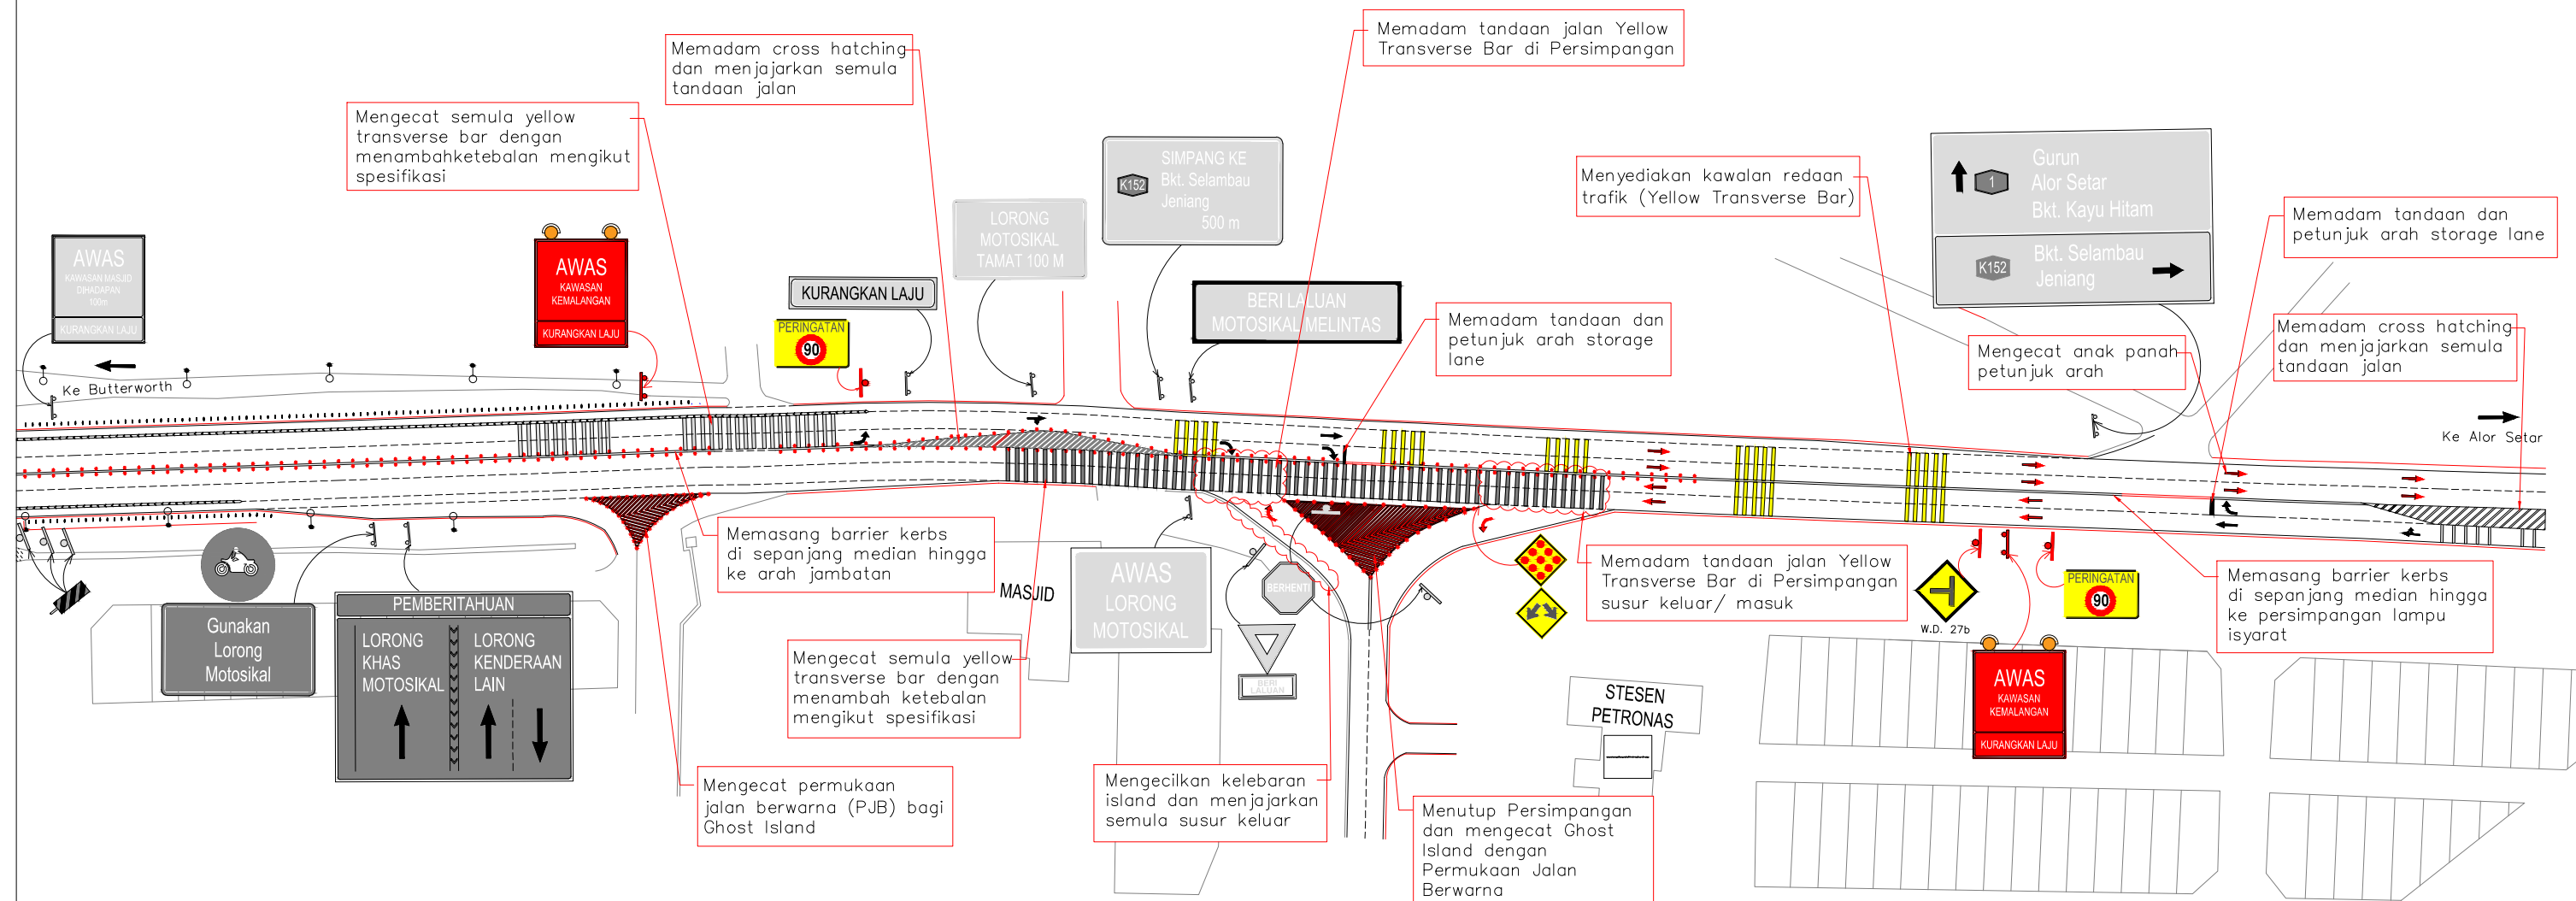 Memadam tandaan jalan Yellow
Transverse Bar di Persimpangan
Memadam cross hatching
dan menjajarkan semula
tandaan jalan
Mengecat semula yellow
transverse bar dengan
menambahketebalan mengikut
spesifikasi
SIMPANG KE
K152
Bkt. Selambau
Jeniang
500 m
Menyediakan kawalan redaan
trafik (Yellow Transverse Bar)
1
Gurun
Alor Setar
Bkt. Kayu Hitam
K152
Bkt. Selambau
Jeniang
Memadam tandaan dan
petunjuk arah storage lane
AWAS
KAWASAN MASJID
DIHADAPAN
100m
KURANGKAN LAJU
AWAS
KAWASAN
KEMALANGAN
KURANGKAN LAJU
LORONG
MOTOSIKAL
TAMAT 100 M
KURANGKAN LAJU
PERINGATAN
90
BERI LALUAN
MOTOSIKAL MELINTAS
Memadam tandaan dan
petunjuk arah storage
lane
Mengecat anak panah
petunjuk arah
Memadam cross hatching
dan menjajarkan semula
tandaan jalan
Ke Butterworth
Ke Alor Setar
Memasang barrier kerbs
di sepanjang median hingga
ke arah jambatan
MASJID
AWAS
LORONG
MOTOSIKAL
BERHENTI
BERI
LALUAN
Memadam tandaan jalan Yellow
Transverse Bar di Persimpangan
susur keluar/ masuk
W.D. 27b
PERINGATAN
90
Memasang barrier kerbs
di sepanjang median hingga
ke persimpangan lampu
isyarat
Gunakan
Lorong
Motosikal
PEMBERITAHUAN
LORONG
KHAS
MOTOSIKAL
LORONG
KENDERAAN
LAIN
Mengecat semula yellow
transverse bar dengan
menambah ketebalan
mengikut spesifikasi
STESEN
PETRONAS
AWAS
KAWASAN
KEMALANGAN
KURANGKAN LAJU
Mengecat permukaan
jalan berwarna (PJB) bagi
Ghost Island
Mengecilkan kelebaran
island dan menjajarkan
semula susur keluar
Menutup Persimpangan
dan mengecat Ghost
Island dengan
Permukaan Jalan
Berwarna